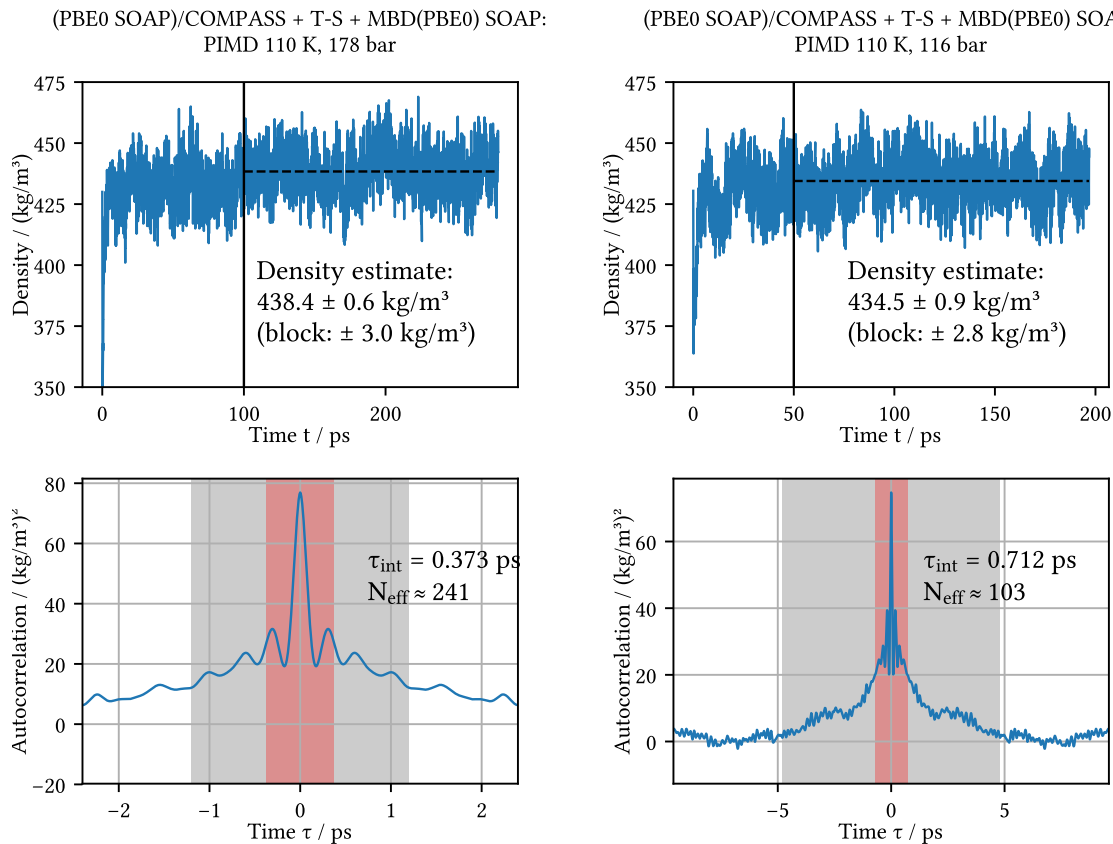 (PBE0 SOAP)/COMPASS + T-S + MBD(PBE0) SOAP:
PIMD 110 K, 178 bar
475
450
425
400
375
350
Density / (kg/m³)
Density estimate:
438.4 ± 0.6 kg/m³
(block: ± 3.0 kg/m³)
0
100
200
Time t / ps
(PBE0 SOAP)/COMPASS + T-S + MBD(PBE0) SOA
PIMD 110 K, 116 bar
475
450
425
400
375
350
Density / (kg/m³)
Density estimate:
434.5 ± 0.9 kg/m³
(block: ± 2.8 kg/m³)
0
50
100
150
200
Time t / ps
80
60
40
20
0
−20
Autocorrelation / (kg/m³)²
τint = 0.373 ps
Neff ≈ 241
−2
−1
0
1
2
Time τ / ps
60
40
20
0
Autocorrelation / (kg/m³)²
τint = 0.712 ps
Neff ≈ 103
−5
0
5
Time τ / ps